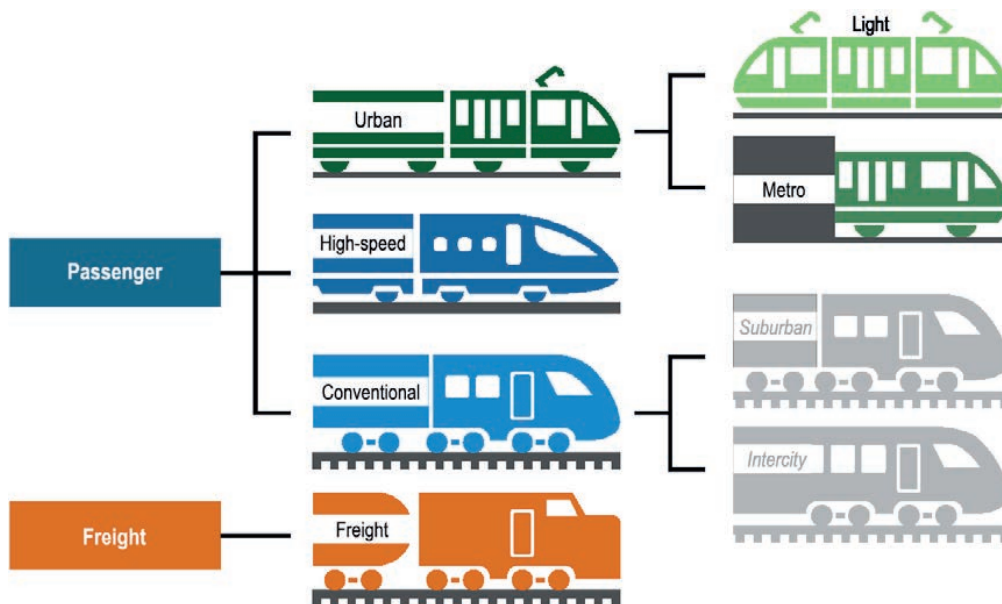 Light
Urban
Metro
High-speed
Passenger
Suburban
Conventional
Intercity
Freight
Freight